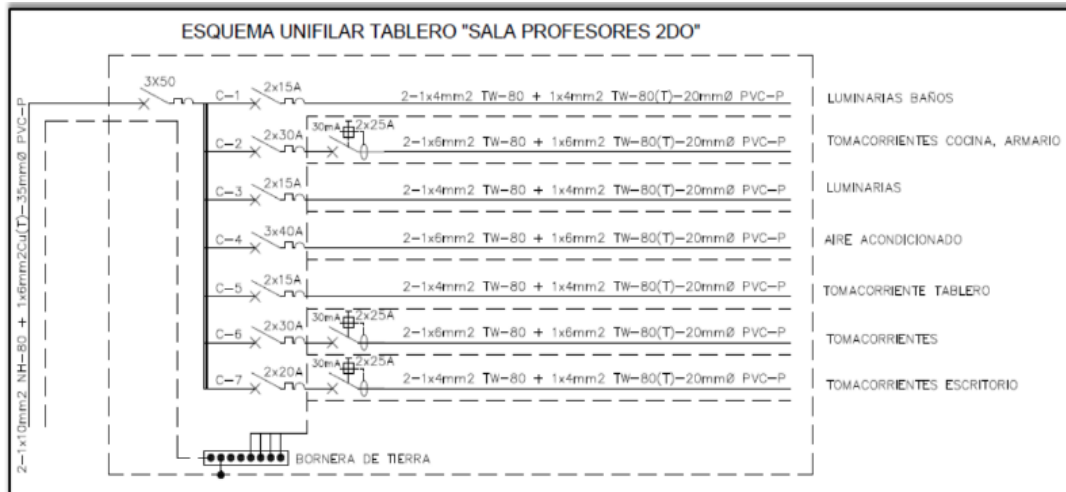 ESQUEMA UNIFILAR TABLERO "SALA PROFESORES 2DO"
2-1x10mm2 NH-80 + 1x6mm2Cu(T)-35mmØ PVC-P
3X50
C-1 2x15A 2-1x4mm2 TW-80 + 1x4mm2 TW-80(T)-20mmØ PVC-P LUMINARIAS BAÑOS
C-2 2x30A 30mA 2x25A 2-1x6mm2 TW-80 + 1x6mm2 TW-80(T)-20mmØ PVC-P TOMACORRIENTES COCINA, ARMARIO
C-3 2x15A 2-1x4mm2 TW-80 + 1x4mm2 TW-80(T)-20mmØ PVC-P LUMINARIAS
C-4 3x40A 2-1x6mm2 TW-80 + 1x6mm2 TW-80(T)-20mmØ PVC-P AIRE ACONDICIONADO
C-5 2x15A 2-1x4mm2 TW-80 + 1x4mm2 TW-80(T)-20mmØ PVC-P TOMACORRIENTE TABLERO
C-6 2x30A 30mA 2x25A 2-1x6mm2 TW-80 + 1x6mm2 TW-80(T)-20mmØ PVC-P TOMACORRIENTES
C-7 2x20A 30mA 2x25A 2-1x4mm2 TW-80 + 1x4mm2 TW-80(T)-20mmØ PVC-P TOMACORRIENTES ESCRITORIO
BORNERA DE TIERRA